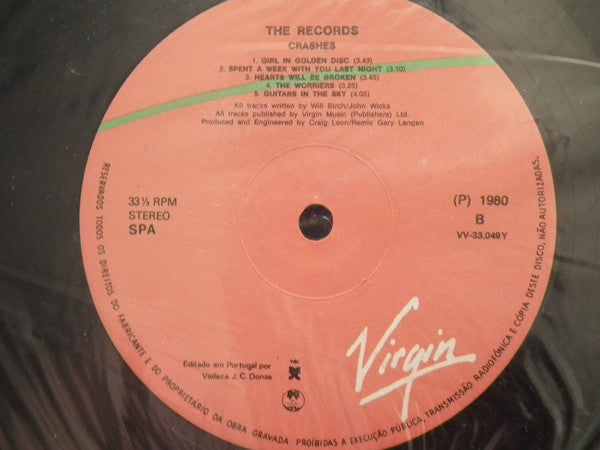 THE RECORDS
CRASHES
1. GIRL IN GOLDEN DISC (3.43)
2. SPENT A WEEK WITH YOU LAST NIGHT (3.10)
3. HEARTS WILL BE BROKEN (3.45)
4. THE WORRIERS (3.25)
5. GUITARS IN THE SKY (4.05)
All tracks written by Will Birch/John Wicks
All tracks published by Virgin Music (Publishers) Ltd.
Produced and Engineered by Craig Leon/Remix Gary Langan
33⅓ RPM
STEREO
SPA
(P) 1980
B
VV-33.049Y
Editado em Portugal por
Vadeca J. C. Donas
Virgin
RESERVADOS TODOS OS DIREITOS DO FABRICANTE E DO PROPRIETÁRIO DA OBRA GRAVADA PROÍBIDAS A EXECUÇÃO PÚBLICA, TRANSMISSÃO RADIOFÓNICA E CÓPIA DESTE DISCO, NÃO AUTORIZADAS.